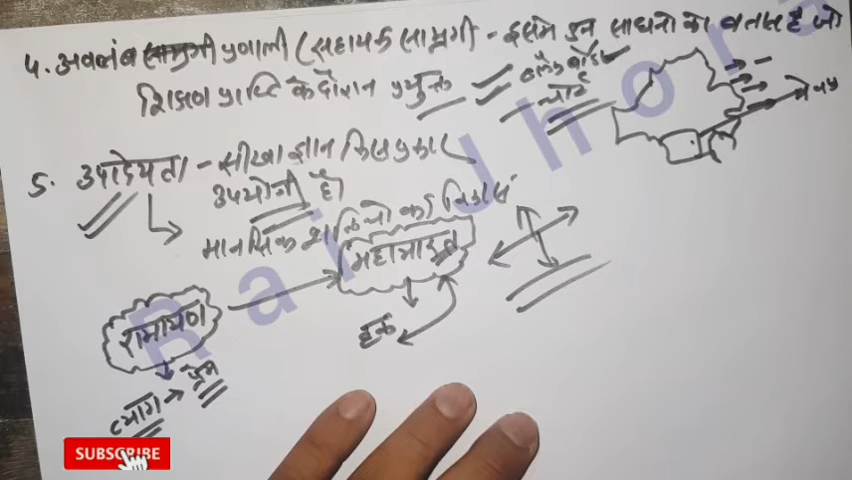 4. अवलंब प्रणाली (सहायक सामग्री - इसमे उन साधनो को बताते है जो
शिक्षण प्राप्ति के दौरान प्रयुक्त
ब्लैक बोर्ड
चार्ट
5. उपादेयता - सीखा ज्ञान किस प्रकार
उपयोगी है।
मानसिक शक्तियो का विकास
महाभारत
रामायण
त्याग →
Rajdhora
SUBSCRIBE